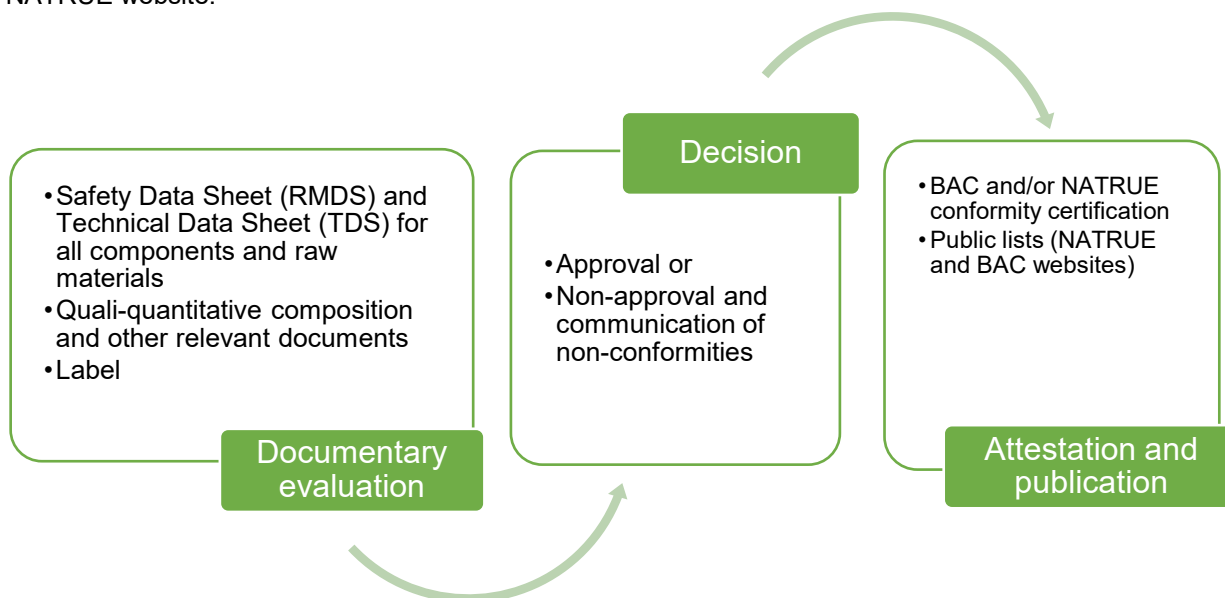 NATRUE website.
•Safety Data Sheet (RMDS) and
Technical Data Sheet (TDS) for
all components and raw
materials
•Quali-quantitative composition
and other relevant documents
•Label
Documentary
evaluation
Decision
•Approval or
•Non-approval and
communication of
non-conformities
•BAC and/or NATRUE
conformity certification
•Public lists (NATRUE
and BAC websites)
Attestation and
publication